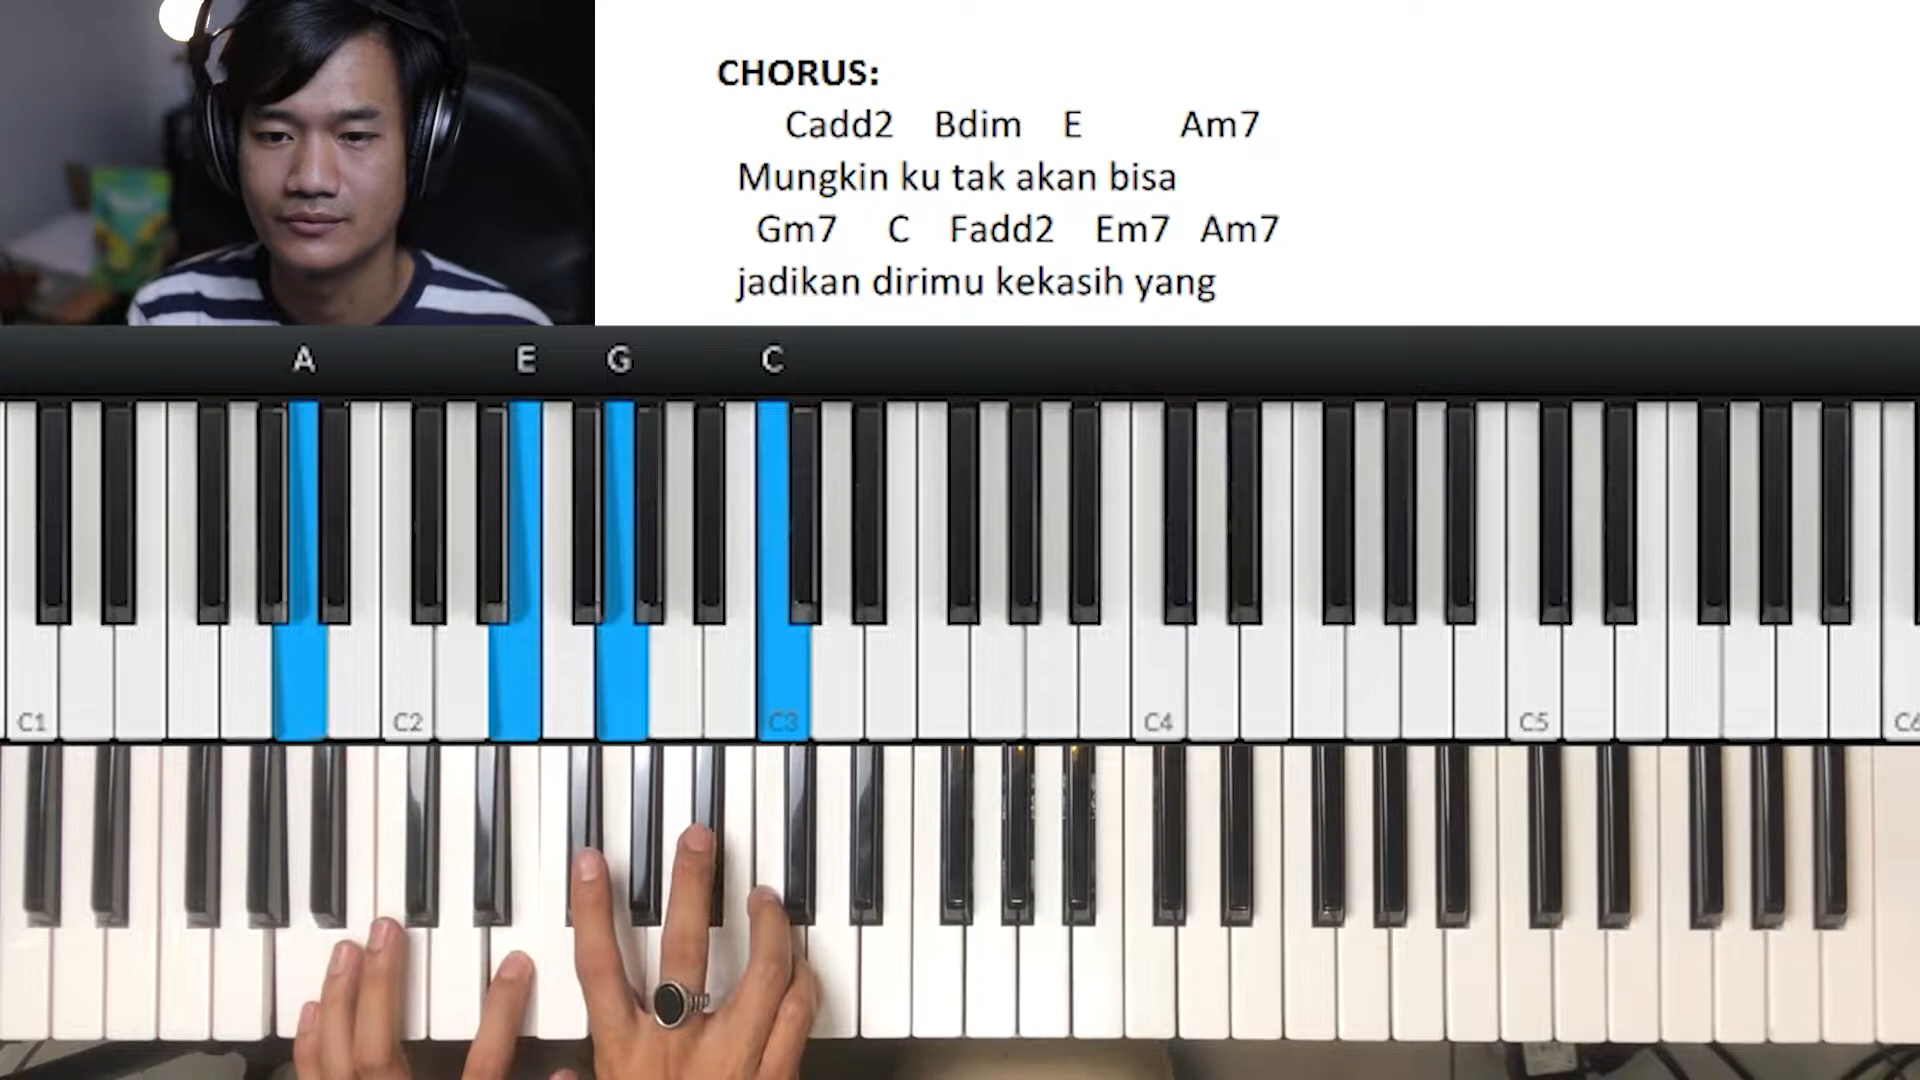 CHORUS:
Cadd2 Bdim E Am7
Mungkin ku tak akan bisa
Gm7 C Fadd2 Em7 Am7
jadikan dirimu kekasih yang
A E G C
C1 C2 C3 C4 C5 C6